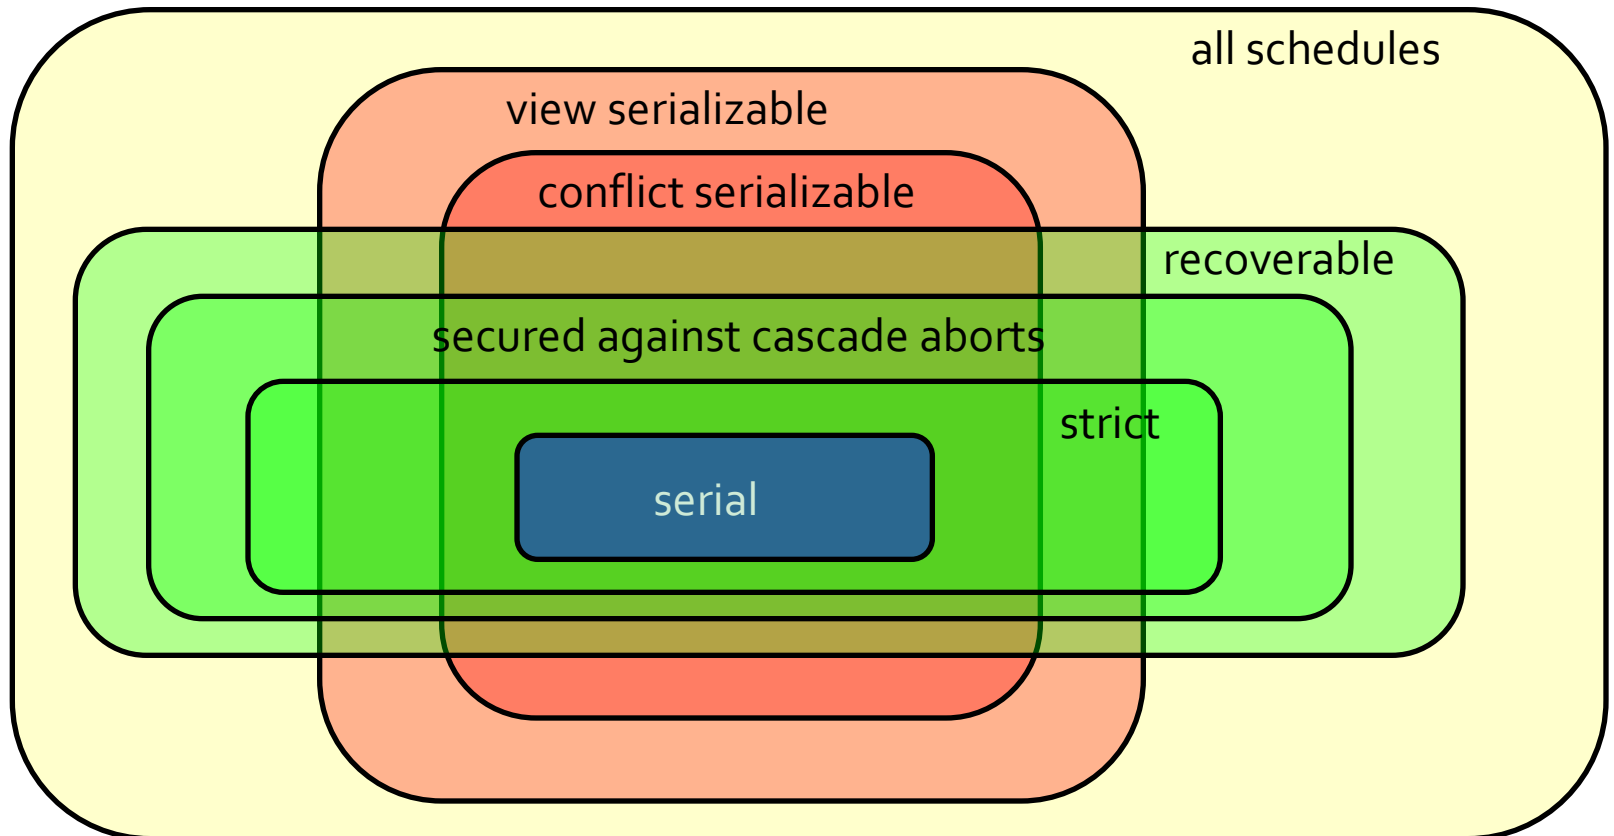 all schedules
view serializable
conflict serializable
recoverable
secured against cascade aborts
strict
serial